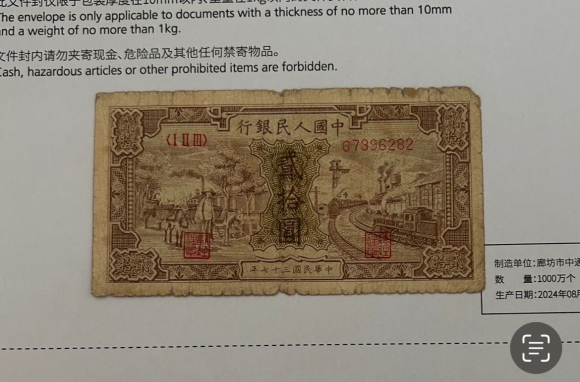 The envelope is only applicable to documents with a thickness of no more than 10mm
and a weight of no more than 1kg.
文件封内请勿夹寄现金、危险品及其他任何禁寄物品。
Cash, hazardous articles or other prohibited items are forbidden.
行銀民人國中
〈I II III〉
67396282
貳拾圓
年七十三國民華中
制造单位:廊坊市中
数 量:1000万个
生产日期:2024年08